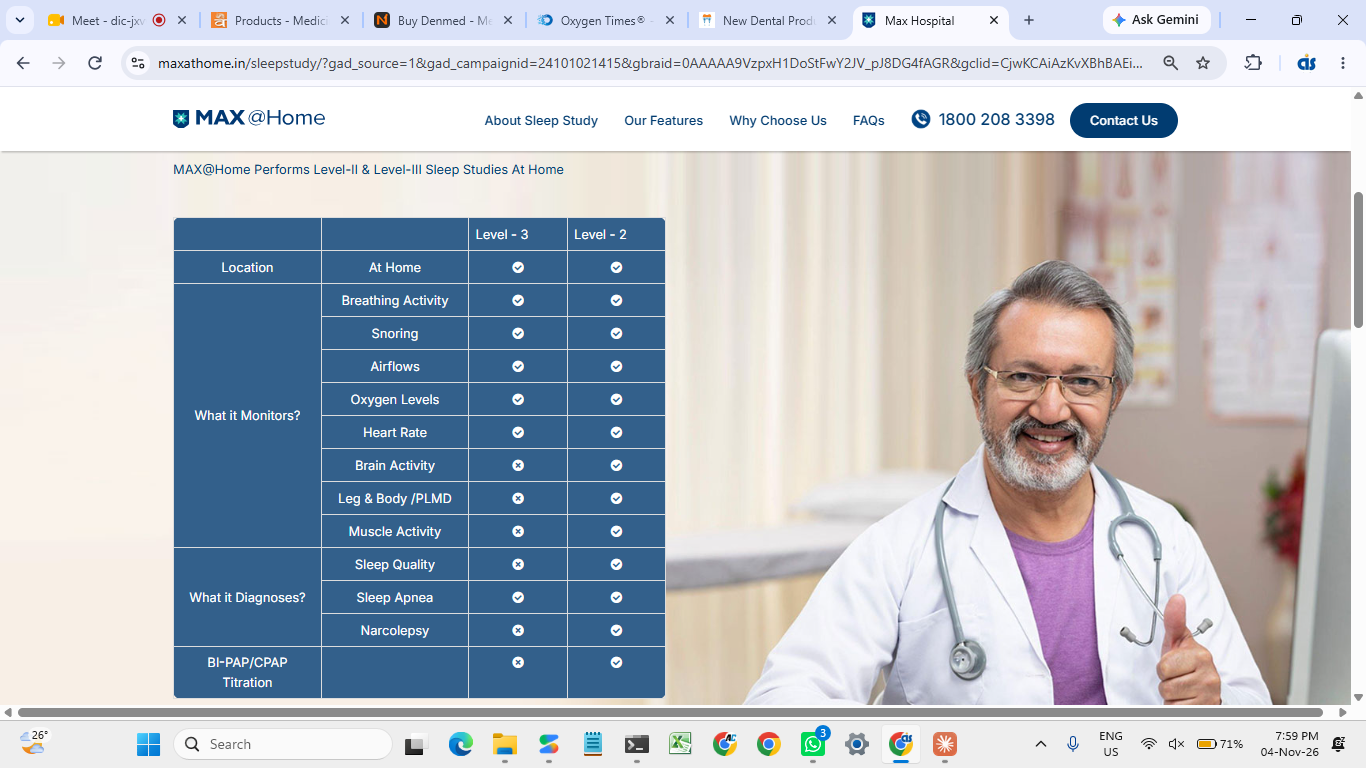 Meet - dic-jxv
Products - Medic
Buy Denmed - Me
Oxygen Times® -
New Dental Prod
Max Hospital
Ask Gemini
maxathome.in/sleepstudy/?gad_source=1&gad_campaignid=24101021415&gbraid=0AAAAA9VzpxH1DoStFwY2JV_pJ8DG4fAGR&gclid=CjwKCAiAzKvXBhBAEi...
MAX @Home
About Sleep Study
Our Features
Why Choose Us
FAQs
1800 208 3398
Contact Us
MAX@Home Performs Level-II & Level-III Sleep Studies At Home
Level - 3 Level - 2
Location At Home
Breathing Activity
Snoring
Airflows
Oxygen Levels
What it Monitors?
Heart Rate
Brain Activity
Leg & Body /PLMD
Muscle Activity
Sleep Quality
What it Diagnoses? Sleep Apnea
Narcolepsy
BI-PAP/CPAP
Titration
26°
Search
3
ENG
US
71%
7:59 PM
04-Nov-26